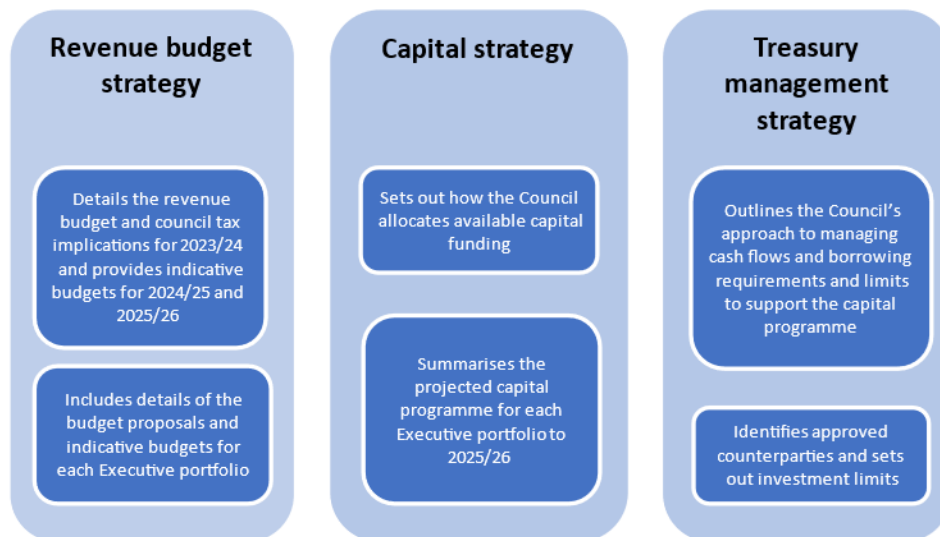 Revenue budget
strategy
Details the revenue
budget and council tax
implications for 2023/24
and provides indicative
budgets for 2024/25 and
2025/26
Includes details of the
budget proposals and
indicative budgets for
each Executive portfolio
Capital strategy
Sets out how the Council
allocates available capital
funding
Summarises the
projected capital
programme for each
Executive portfolio to
2025/26
Treasury
management
strategy
Outlines the Council’s
approach to managing
cash flows and borrowing
requirements and limits
to support the capital
programme
Identifies approved
counterparties and sets
out investment limits